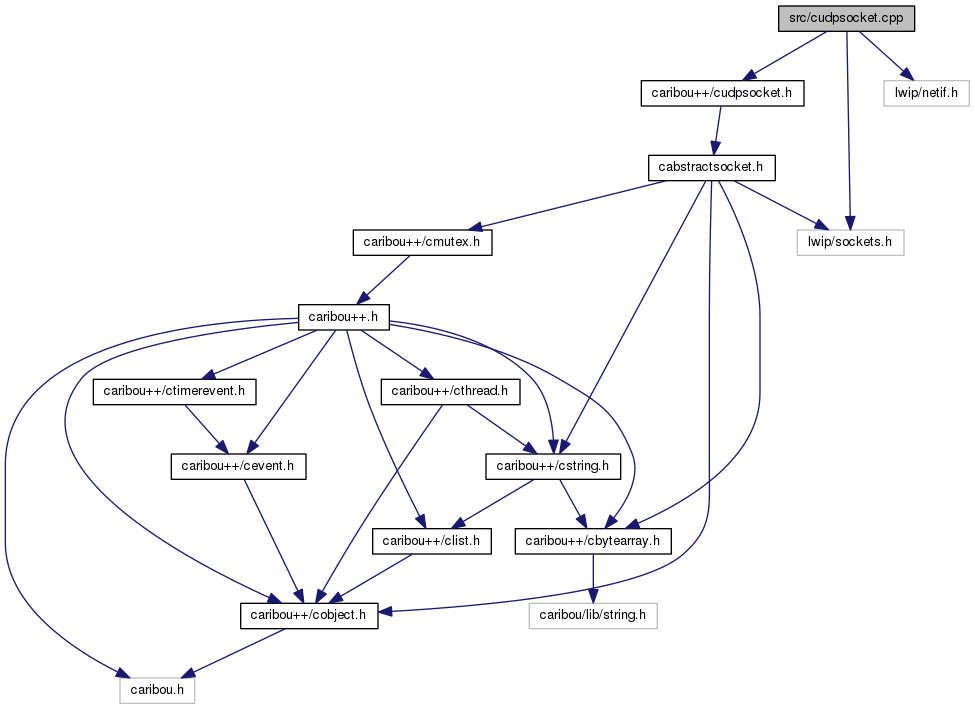 src/cudpsocket.cpp
caribou++/cudpsocket.h
lwip/netif.h
cabstractsocket.h
caribou++/cmutex.h
lwip/sockets.h
caribou++.h
caribou++/ctimerevent.h
caribou++/cthread.h
caribou++/cevent.h
caribou++/cstring.h
caribou++/clist.h
caribou++/cbytearray.h
caribou++/cobject.h
caribou/lib/string.h
caribou.h